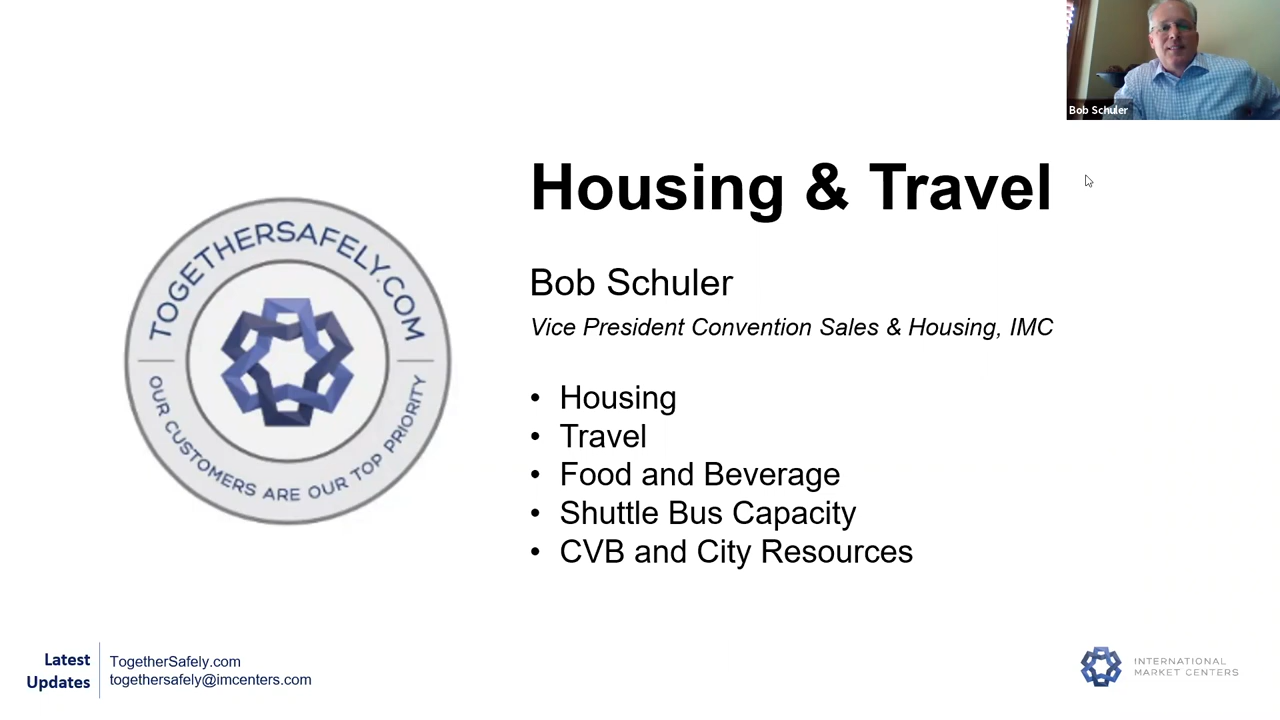 Bob Schuler
Housing & Travel
Bob Schuler
Vice President Convention Sales & Housing, IMC
• Housing
• Travel
• Food and Beverage
• Shuttle Bus Capacity
• CVB and City Resources
TOGETHERSAFELY.COM
OUR CUSTOMERS ARE OUR TOP PRIORITY
Latest
Updates
TogetherSafely.com
togethersafely@imcenters.com
INTERNATIONAL
MARKET CENTERS